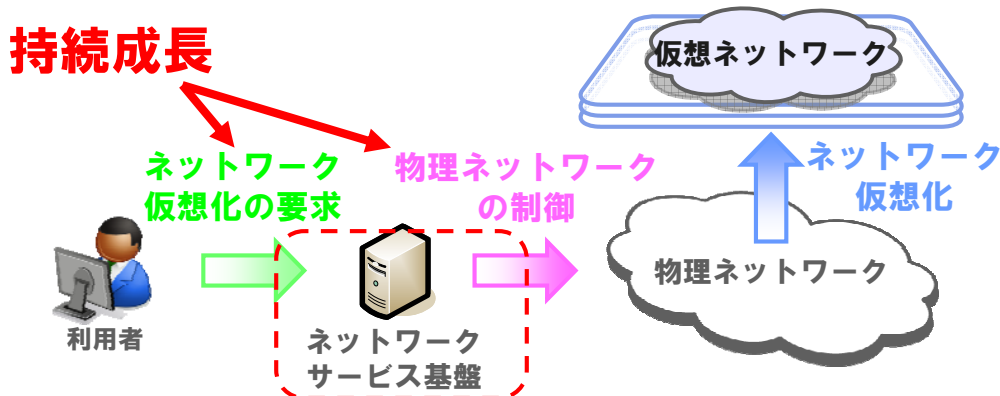 持続成長
仮想ネットワーク
ネットワーク
仮想化の要求
物理ネットワーク
の制御
ネットワーク
仮想化
物理ネットワーク
利用者
ネットワーク
サービス基盤